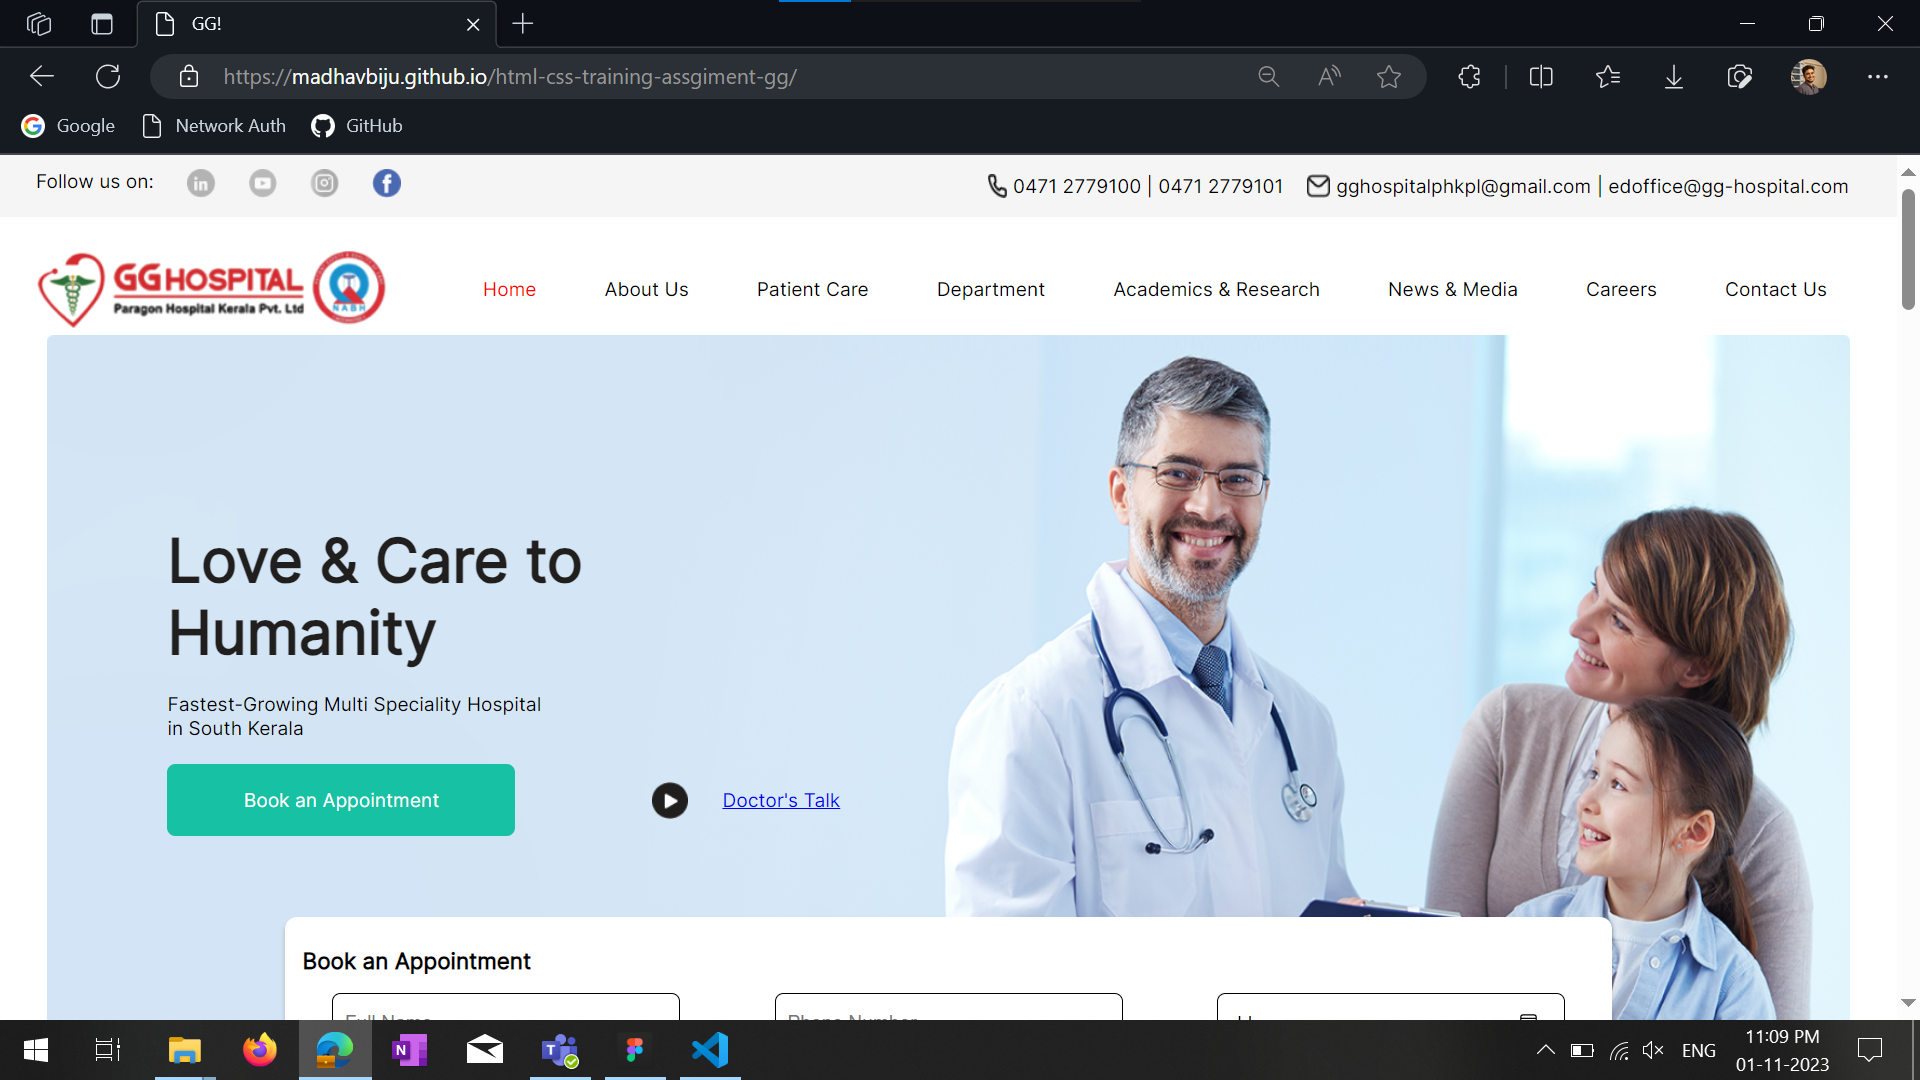 GG!
https://madhavbiju.github.io/html-css-training-assgiment-gg/
Google
Network Auth
GitHub
Follow us on:
0471 2779100 | 0471 2779101
gghospitalphkpl@gmail.com | edoffice@gg-hospital.com
GG HOSPITAL
Paragon Hospital Kerala Pvt. Ltd
NABH
Home
About Us
Patient Care
Department
Academics & Research
News & Media
Careers
Contact Us
Love & Care to
Humanity
Fastest-Growing Multi Speciality Hospital
in South Kerala
Book an Appointment
Doctor's Talk
Book an Appointment
Full Name
Phone Number
ENG
11:09 PM
01-11-2023